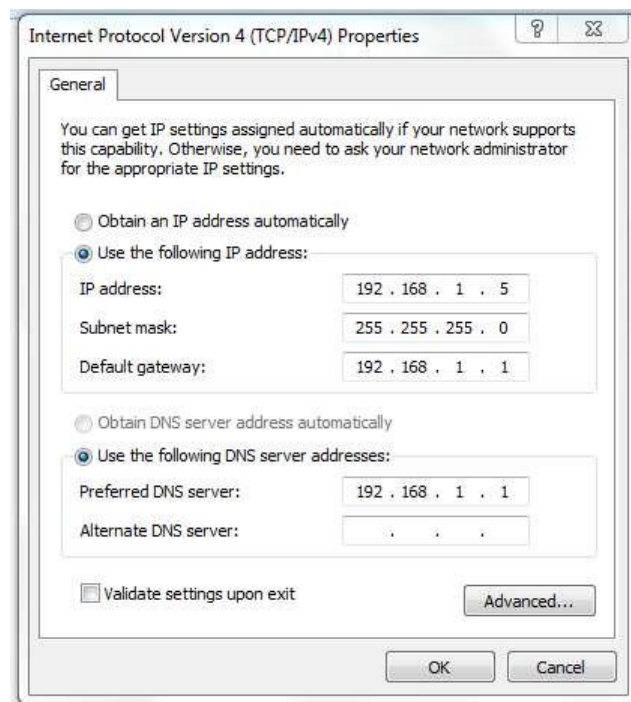 Internet Protocol Version 4 (TCP/IPv4) Properties
General
You can get IP settings assigned automatically if your network supports
this capability. Otherwise, you need to ask your network administrator
for the appropriate IP settings.
Obtain an IP address automatically
Use the following IP address:
IP address: 192 . 168 . 1 . 5
Subnet mask: 255 . 255 . 255 . 0
Default gateway: 192 . 168 . 1 . 1
Obtain DNS server address automatically
Use the following DNS server addresses:
Preferred DNS server: 192 . 168 . 1 . 1
Alternate DNS server: . . .
Validate settings upon exit
Advanced...
OK Cancel